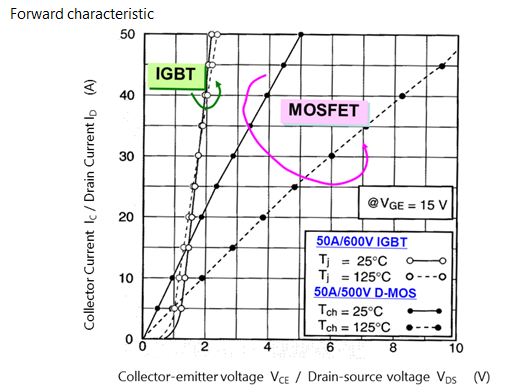 Forward characteristic
50
40
30
20
10
0
0
2
4
6
8
10
(V)
Collector Current IC / Drain Current ID (A)
IGBT
MOSFET
@VGE = 15 V
50A/600V IGBT
Tj = 25°C
Tj = 125°C
50A/500V D-MOS
Tch = 25°C
Tch = 125°C
Collector-emitter voltage VCE / Drain-source voltage VDS